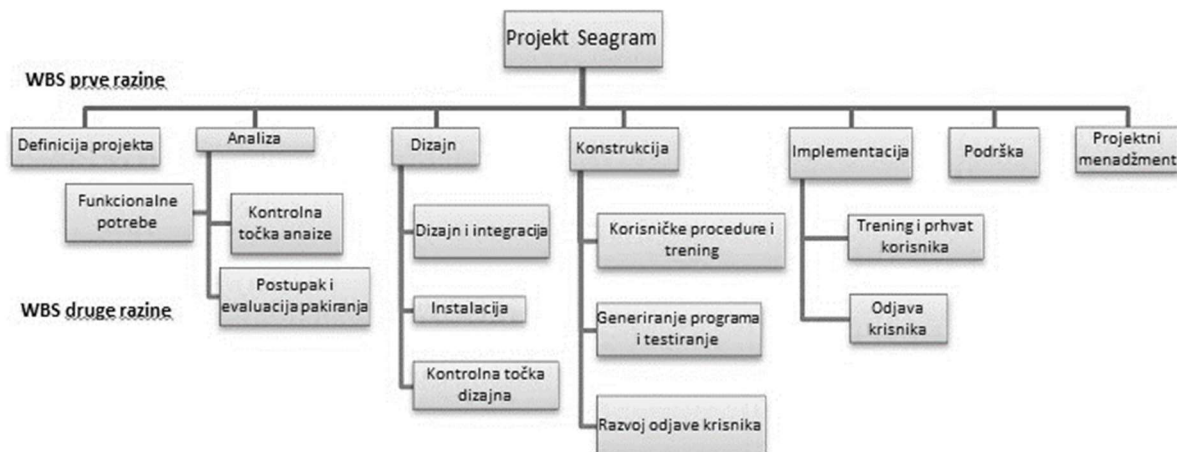 Projekt Seagram
WBS prve razine
Definicija projekta
Analiza
Dizajn
Konstrukcija
Implementacija
Podrška
Projektni
menadžment
Funkcionalne
potrebe
Kontrolna
točka anaize
Postupak i
evaluacija pakiranja
Dizajn i integracija
Instalacija
Kontrolna točka
dizajna
Korisničke procedure i
trening
Generiranje programa
i testiranje
Razvoj odjave krisnika
Trening i prhvat
korisnika
Odjava
krisnika
WBS druge razine